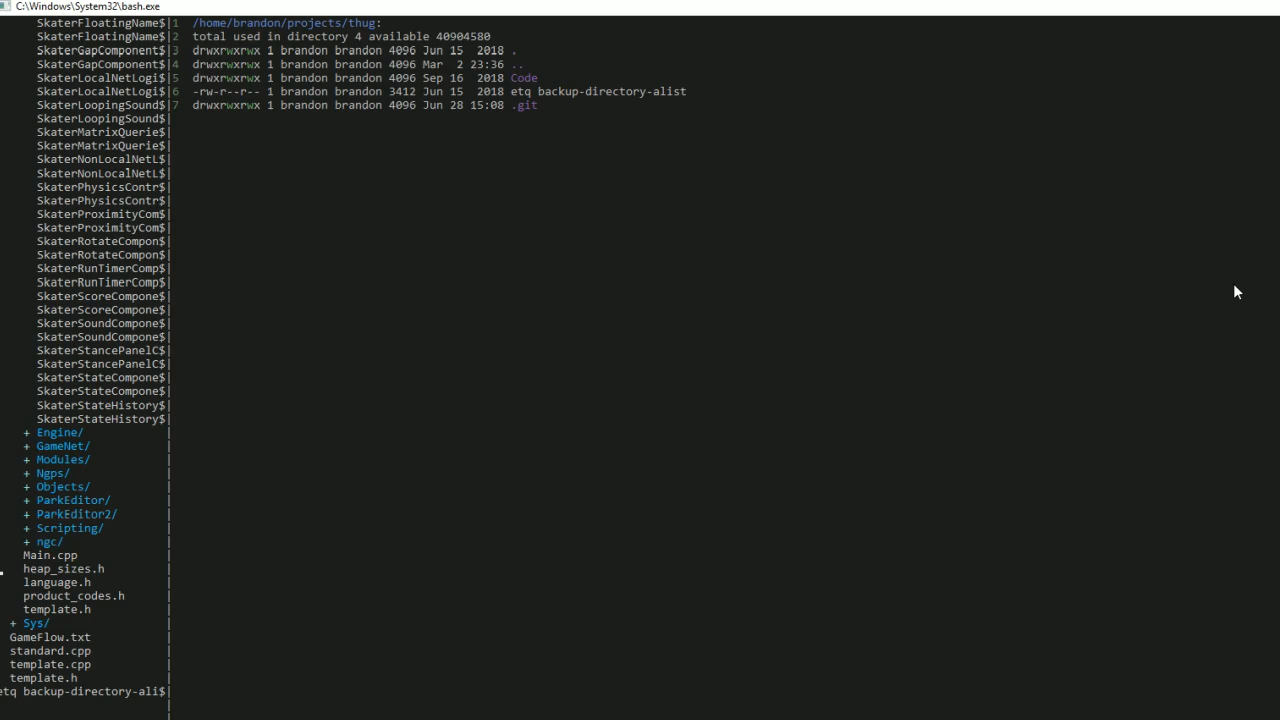 C:\Windows\System32\bash.exe
SkaterFloatingName$|1 /home/brandon/projects/thug:
SkaterFloatingName$|2 total used in directory 4 available 40904580
SkaterGapComponent$|3 drwxrwxrwx 1 brandon brandon 4096 Jun 15 2018 .
SkaterGapComponent$|4 drwxrwxrwx 1 brandon brandon 4096 Mar 2 23:36 ..
SkaterLocalNetLogi$|5 drwxrwxrwx 1 brandon brandon 4096 Sep 16 2018 Code
SkaterLocalNetLogi$|6 -rw-r--r-- 1 brandon brandon 3412 Jun 15 2018 etq backup-directory-alist
SkaterLoopingSound$|7 drwxrwxrwx 1 brandon brandon 4096 Jun 28 15:08 .git
SkaterLoopingSound$|
SkaterMatrixQuerie$|
SkaterMatrixQuerie$|
SkaterNonLocalNetL$|
SkaterNonLocalNetL$|
SkaterPhysicsContr$|
SkaterPhysicsContr$|
SkaterProximityCom$|
SkaterProximityCom$|
SkaterRotateCompon$|
SkaterRotateCompon$|
SkaterRunTimerComp$|
SkaterRunTimerComp$|
SkaterScoreCompone$|
SkaterScoreCompone$|
SkaterSoundCompone$|
SkaterSoundCompone$|
SkaterStancePanelC$|
SkaterStancePanelC$|
SkaterStateCompone$|
SkaterStateCompone$|
SkaterStateHistory$|
SkaterStateHistory$|
+ Engine/ |
+ GameNet/ |
+ Modules/ |
+ Ngps/ |
+ Objects/ |
+ ParkEditor/ |
+ ParkEditor2/ |
+ Scripting/ |
+ ngc/ |
Main.cpp |
heap_sizes.h |
language.h |
product_codes.h |
template.h |
+ Sys/ |
GameFlow.txt |
standard.cpp |
template.cpp |
template.h |
etq backup-directory-ali$|